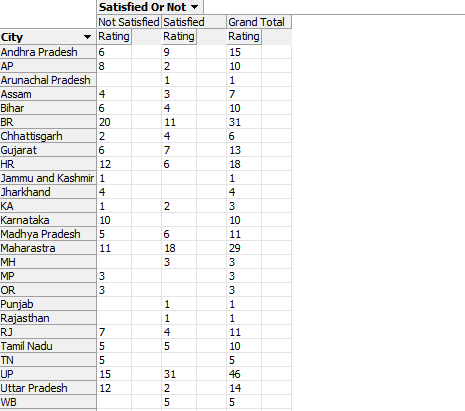 Satisfied Or Not
Not Satisfied Satisfied Grand Total
City Rating Rating Rating
Andhra Pradesh 6 9 15
AP 8 2 10
Arunachal Pradesh 1 1
Assam 4 3 7
Bihar 6 4 10
BR 20 11 31
Chhattisgarh 2 4 6
Gujarat 6 7 13
HR 12 6 18
Jammu and Kashmir 1 1
Jharkhand 4 4
KA 1 2 3
Karnataka 10 10
Madhya Pradesh 5 6 11
Maharastra 11 18 29
MH 3 3
MP 3 3
OR 3 3
Punjab 1 1
Rajasthan 1 1
RJ 7 4 11
Tamil Nadu 5 5 10
TN 5 5
UP 15 31 46
Uttar Pradesh 12 2 14
WB 5 5